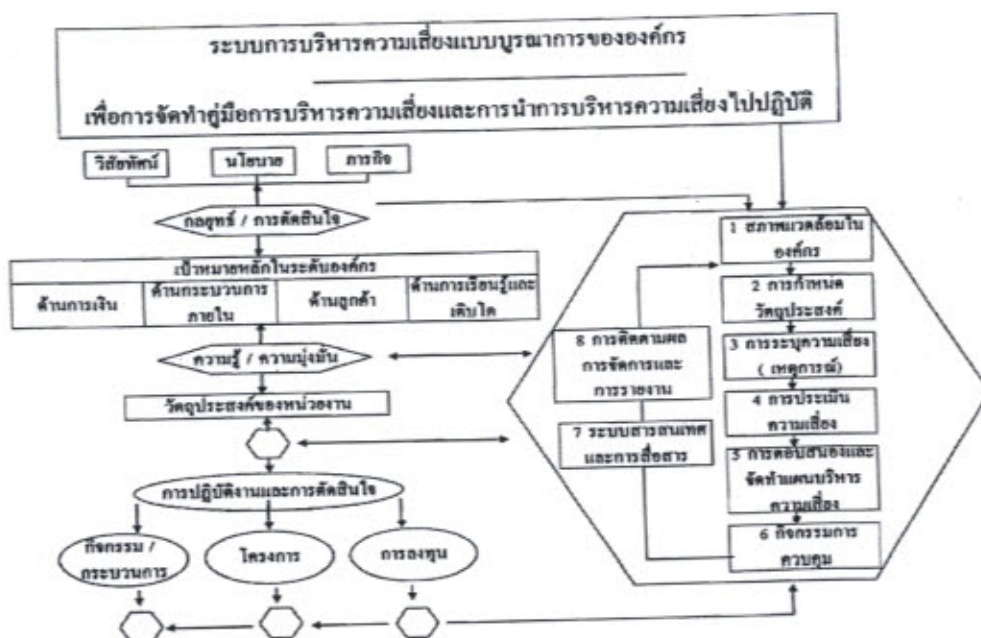 ระบบการบริหารความเสี่ยงแบบบูรณาการขององค์กร
เพื่อการจัดทำคู่มือการบริหารความเสี่ยงและการนำการบริหารความเสี่ยงไปปฏิบัติ
วิสัยทัศน์
นโยบาย
ภารกิจ
กลยุทธ์ / การตัดสินใจ
เป้าหมายหลักในระดับองค์กร
ด้านการเงิน
ด้านกระบวนการ
ภายใน
ด้านลูกค้า
ด้านการเรียนรู้และ
เติบโต
ความรู้ / ความมุ่งมั่น
วัตถุประสงค์ของหน่วยงาน
การปฏิบัติงานและการตัดสินใจ
กิจกรรม /
กระบวนการ
โครงการ
การลงทุน
1 สภาพแวดล้อมใน
องค์กร
2 การกำหนด
วัตถุประสงค์
3 การระบุความเสี่ยง
( เหตุการณ์)
4 การประเมิน
ความเสี่ยง
5 การตอบสนองและ
จัดทำแผนบริหาร
ความเสี่ยง
6 กิจกรรมการ
ควบคุม
7 ระบบสารสนเทศ
และการสื่อสาร
8 การติดตามผล
การจัดการและ
การรายงาน